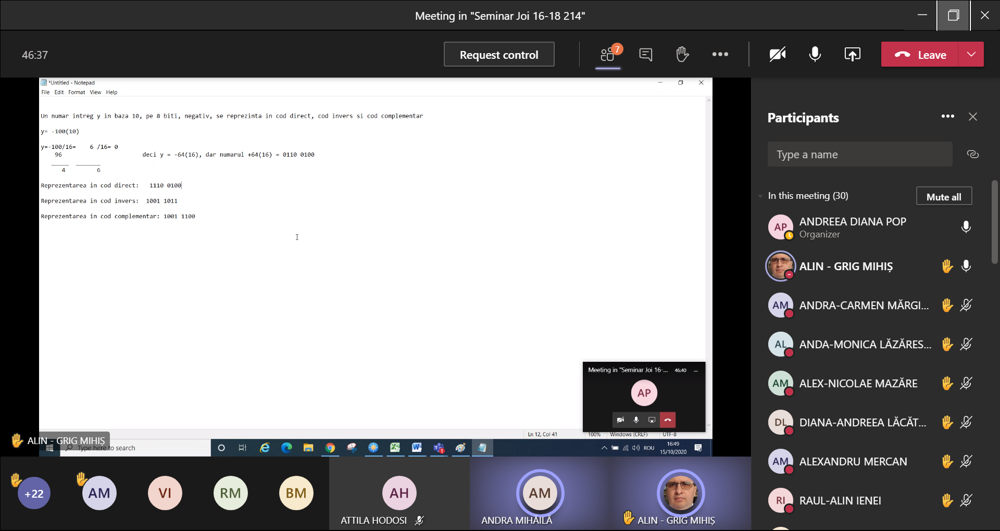 Meeting in "Seminar Joi 16-18 214"
46:37
Request control
7
Leave
*Untitled - Notepad
File Edit Format View Help
Un numar intreg y in baza 10, pe 8 biti, negativ, se reprezinta in cod direct, cod invers si cod complementar
y= -100(10)
y=-100/16= 6 /16= 0
96 deci y = -64(16), dar numarul +64(16) = 0110 0100
4 6
Reprezentarea in cod direct: 1110 0100
Reprezentarea in cod invers: 1001 1011
Reprezentarea in cod complementar: 1001 1100
Meeting in "Seminar Joi 16-... 46:40
AP
Ln 12, Col 41 100% Windows (CRLF) UTF-8
ALIN - GRIG MIHIȘ
Type here to search
1
ROU
16:49
15/10/2020
+22
AM
VI
RM
BM
AH
ATTILA HODOSI
AM
ANDRA MIHĂILĂ
ALIN - GRIG MIHIȘ
Participants
Type a name
In this meeting (30)
Mute all
AP
ANDREEA DIANA POP
Organizer
ALIN - GRIG MIHIȘ
AM
ANDRA-CARMEN MĂRGI...
AL
ANDA-MONICA LĂZĂRES...
AM
ALEX-NICOLAE MAZĂRE
DL
DIANA-ANDREEA LĂCĂT...
AM
ALEXANDRU MERCAN
RI
RAUL-ALIN IENEI